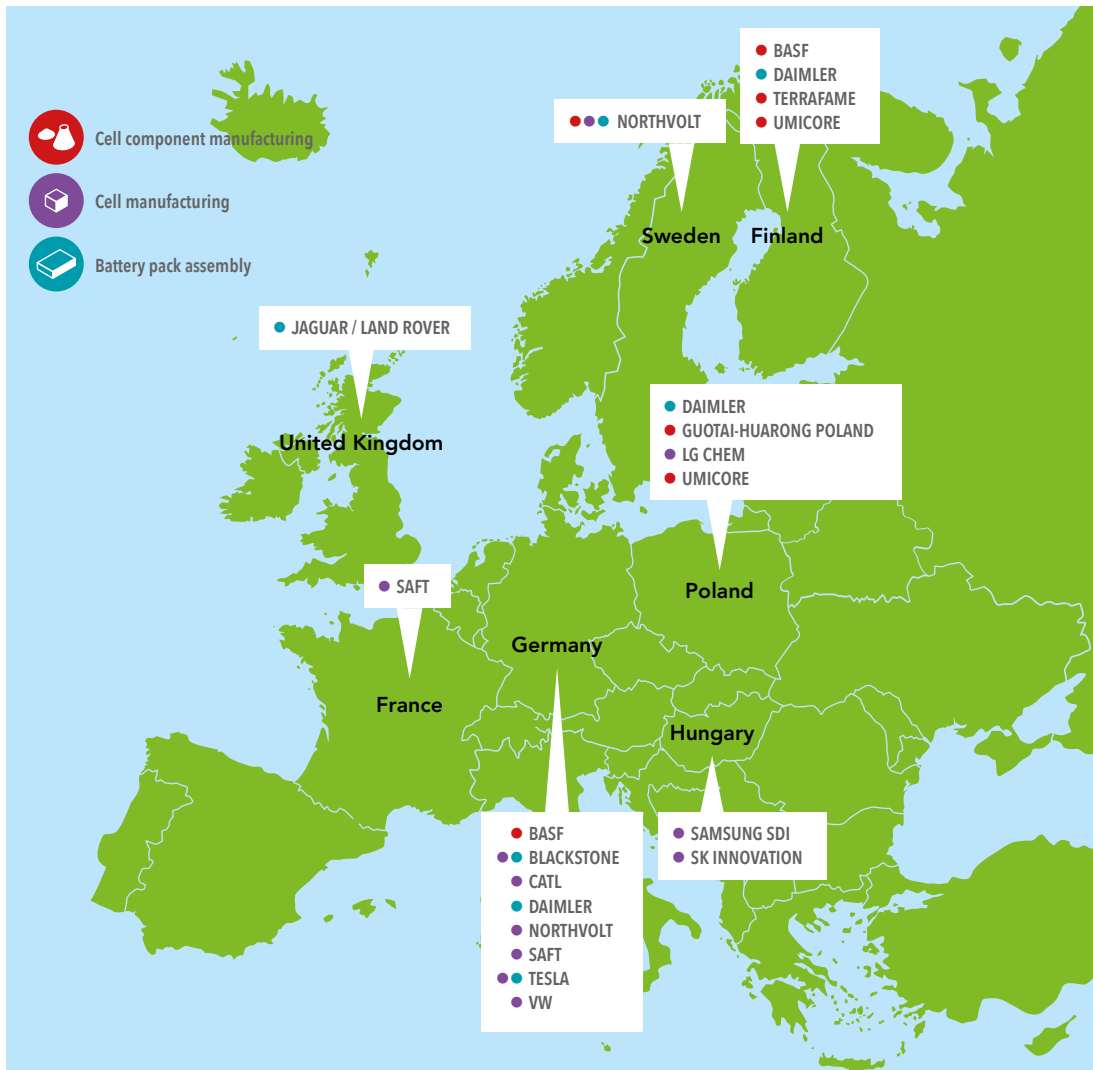 Cell component manufacturing
Cell manufacturing
Battery pack assembly
BASF
DAIMLER
TERRAFAME
UMICORE
Finland
NORTHVOLT
Sweden
JAGUAR / LAND ROVER
United Kingdom
DAIMLER
GUOTAI-HUARONG POLAND
LG CHEM
UMICORE
Poland
SAFT
France
Germany
BASF
BLACKSTONE
CATL
DAIMLER
NORTHVOLT
SAFT
TESLA
VW
Hungary
SAMSUNG SDI
SK INNOVATION